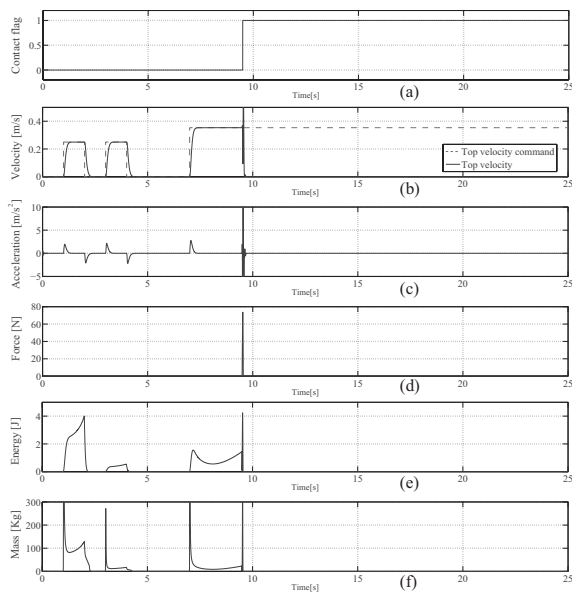 Contact flag
1
0.5
0
0 5 10 15 20 25
Time[s]
(a)
Velocity [m/s]
0.4
0.2
0
Top velocity command
Top velocity
0 5 10 15 20 25
Time[s]
(b)
Acceleration [m/s²]
10
5
0
−5
0 5 10 15 20 25
Time[s]
(c)
Force [N]
80
60
40
20
0
0 5 10 15 20 25
Time[s]
(d)
Energy [J]
4
2
0
0 5 10 15 20 25
Time[s]
(e)
Mass [Kg]
300
200
100
0
0 5 10 15 20 25
Time[s]
(f)